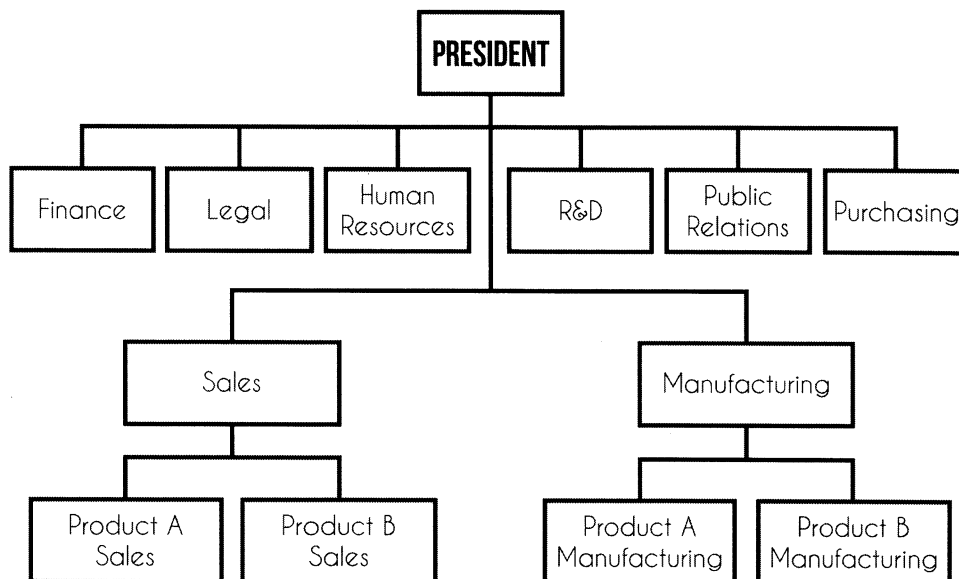 PRESIDENT
Finance
Legal
Human
Resources
R&D
Public
Relations
Purchasing
Sales
Manufacturing
Product A
Sales
Product B
Sales
Product A
Manufacturing
Product B
Manufacturing